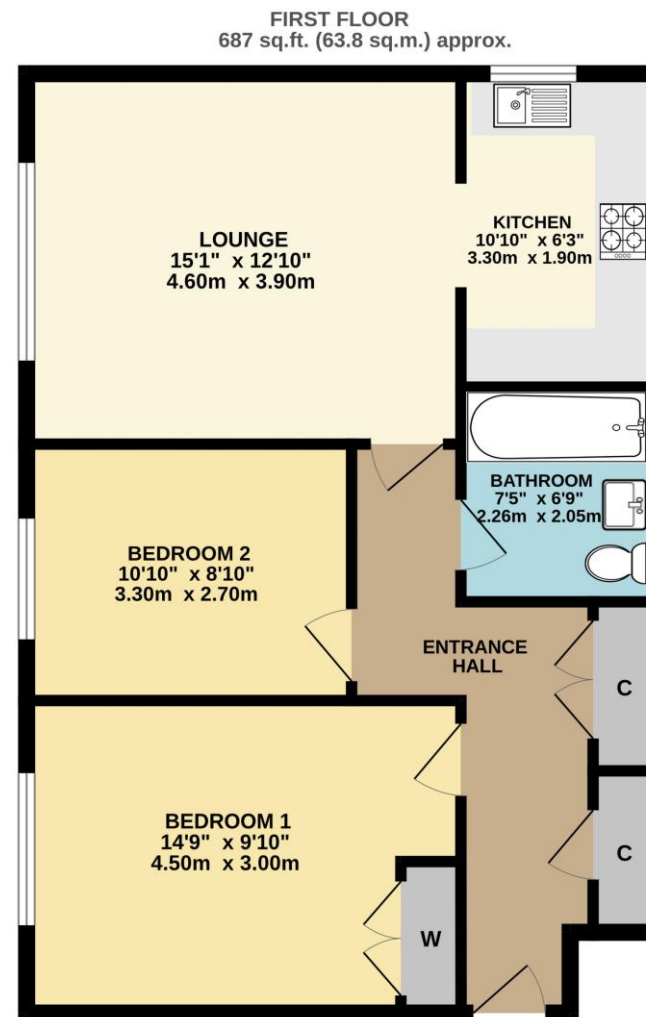 FIRST FLOOR
687 sq.ft. (63.8 sq.m.) approx.
LOUNGE
15'1" x 12'10"
4.60m x 3.90m
KITCHEN
10'10" x 6'3"
3.30m x 1.90m
BATHROOM
7'5" x 6'9"
2.26m x 2.05m
BEDROOM 2
10'10" x 8'10"
3.30m x 2.70m
ENTRANCE
HALL
C
BEDROOM 1
14'9" x 9'10"
4.50m x 3.00m
C
W